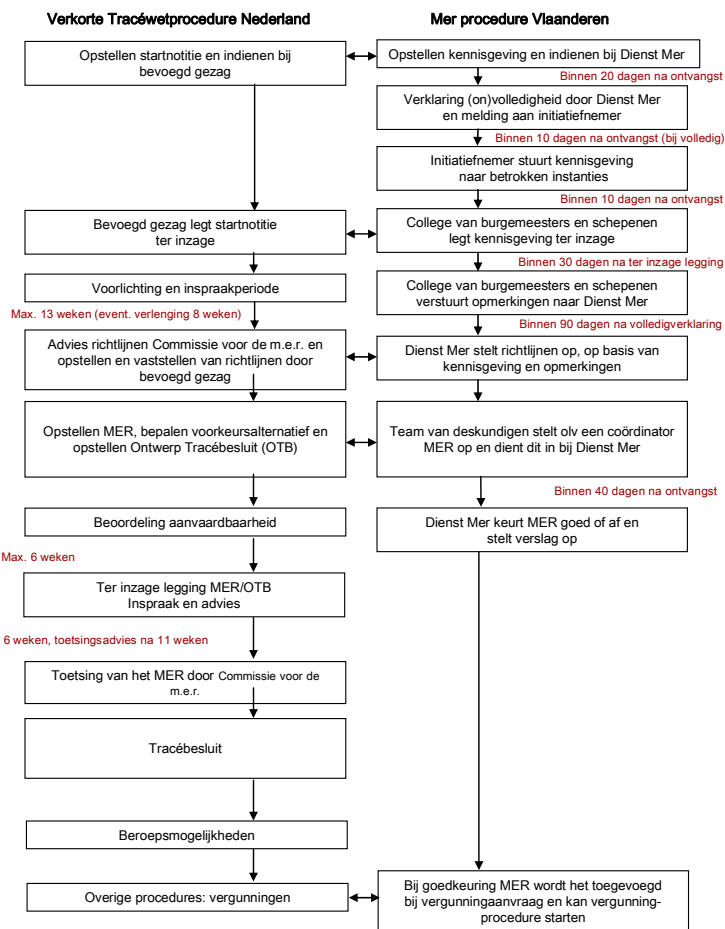 Verkorte Tracéwetprocedure Nederland
Opstellen startnotitie en indienen bij
bevoegd gezag
Bevoegd gezag legt startnotitie
ter inzage
Voorlichting en inspraakperiode
Max. 13 weken (event. verlenging 8 weken)
Advies richtlijnen Commissie voor de m.e.r. en
opstellen en vaststellen van richtlijnen door
bevoegd gezag
Opstellen MER, bepalen voorkeursalternatief en
opstellen Ontwerp Tracébesluit (OTB)
Beoordeling aanvaardbaarheid
Max. 6 weken
Ter inzage legging MER/OTB
Inspraak en advies
6 weken, toetsingsadvies na 11 weken
Toetsing van het MER door Commissie voor de
m.e.r.
Tracébesluit
Beroepsmogelijkheden
Overige procedures: vergunningen
Mer procedure Vlaanderen
Opstellen kennisgeving en indienen bij Dienst Mer
Binnen 20 dagen na ontvangst
Verklaring (on)volledigheid door Dienst Mer
en melding aan initiatiefnemer
Binnen 10 dagen na ontvangst (bij volledig)
Initiatiefnemer stuurt kennisgeving
naar betrokken instanties
Binnen 10 dagen na ontvangst
College van burgemeesters en schepenen
legt kennisgeving ter inzage
Binnen 30 dagen na ter inzage legging
College van burgemeesters en schepenen
verstuurt opmerkingen naar Dienst Mer
Binnen 90 dagen na volledigverklaring
Dienst Mer stelt richtlijnen op, op basis van
kennisgeving en opmerkingen
Team van deskundigen stelt olv een coördinator
MER op en dient dit in bij Dienst Mer
Binnen 40 dagen na ontvangst
Dienst Mer keurt MER goed of af en
stelt verslag op
Bij goedkeuring MER wordt het toegevoegd
bij vergunningaanvraag en kan vergunning-
procedure starten